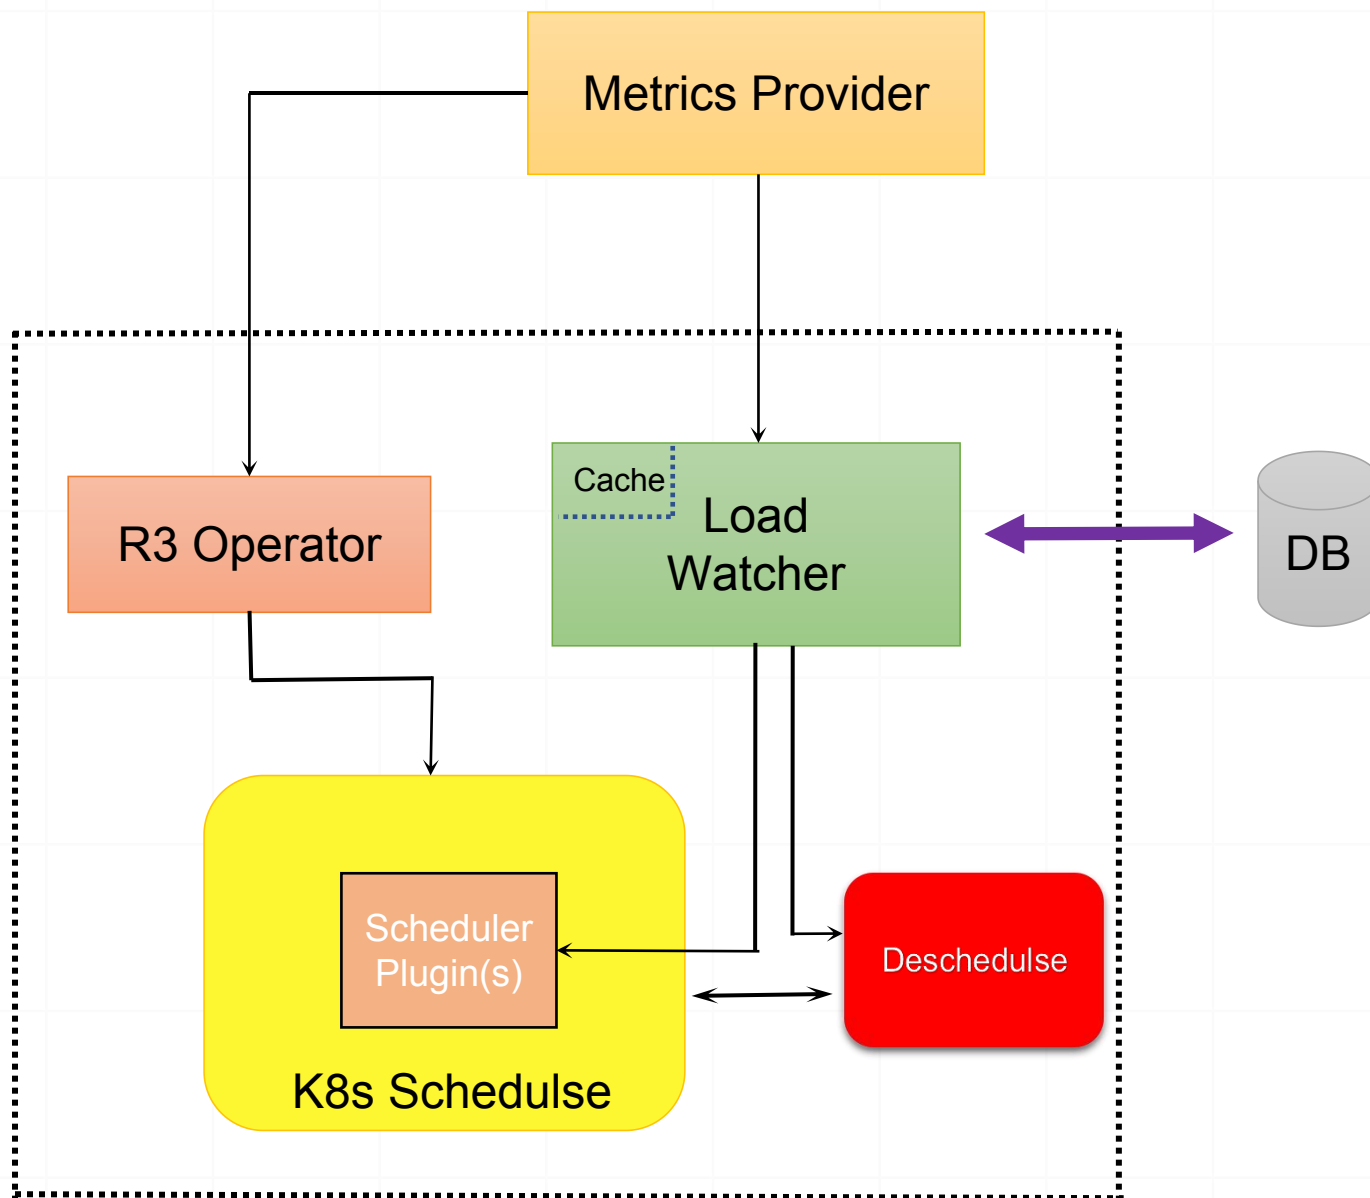 Metrics Provider
Cache
Load
Watcher
R3 Operator
DB
Scheduler
Plugin(s)
Deschedulse
K8s Schedulse